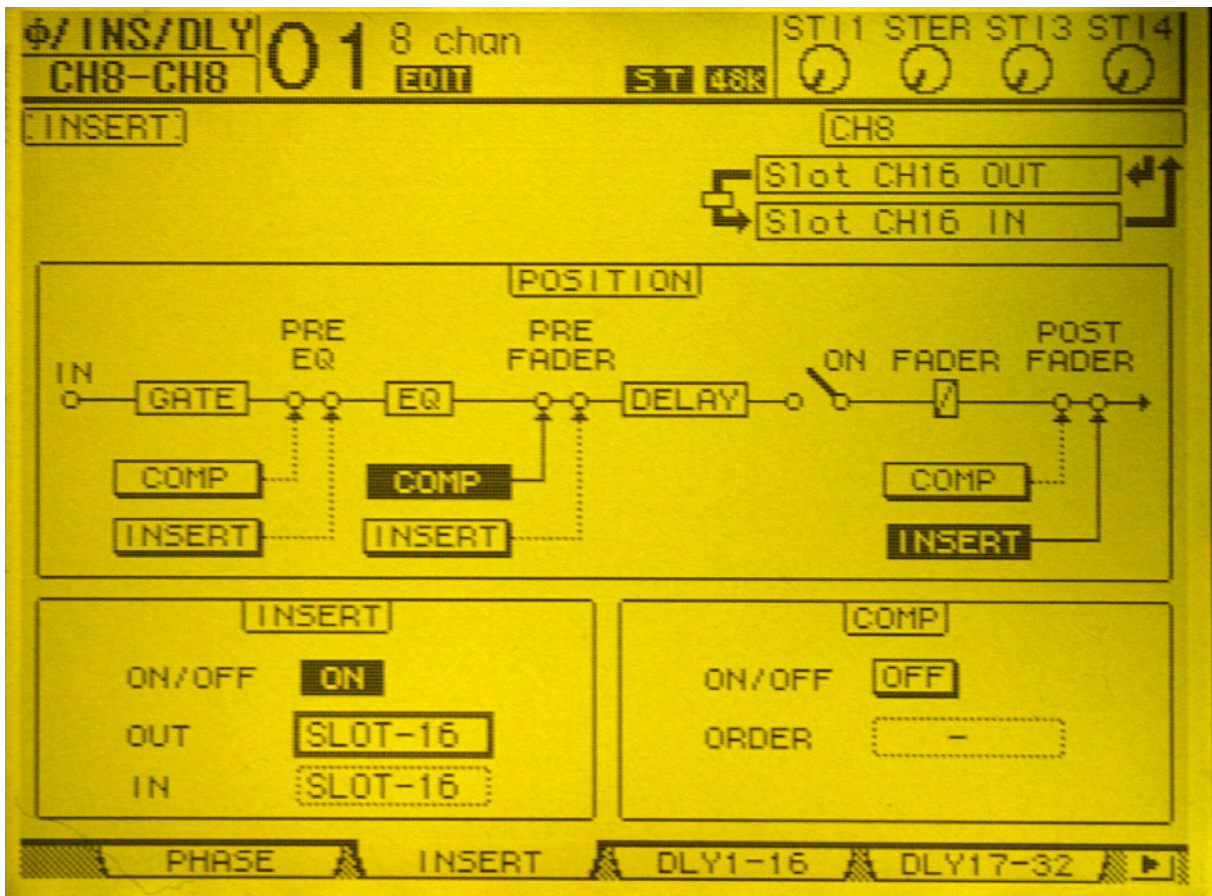 Φ/INS/DLY
CH8-CH8
01
8 chan
EDIT
ST 48K
STI1 STER STI3 STI4
INSERT
CH8
Slot CH16 OUT
Slot CH16 IN
POSITION
PRE EQ
PRE FADER
POST FADER
IN
GATE
EQ
DELAY
ON
FADER
COMP
COMP
COMP
INSERT
INSERT
INSERT
INSERT
ON/OFF ON
OUT SLOT-16
IN SLOT-16
COMP
ON/OFF OFF
ORDER -
PHASE INSERT DLY1-16 DLY17-32